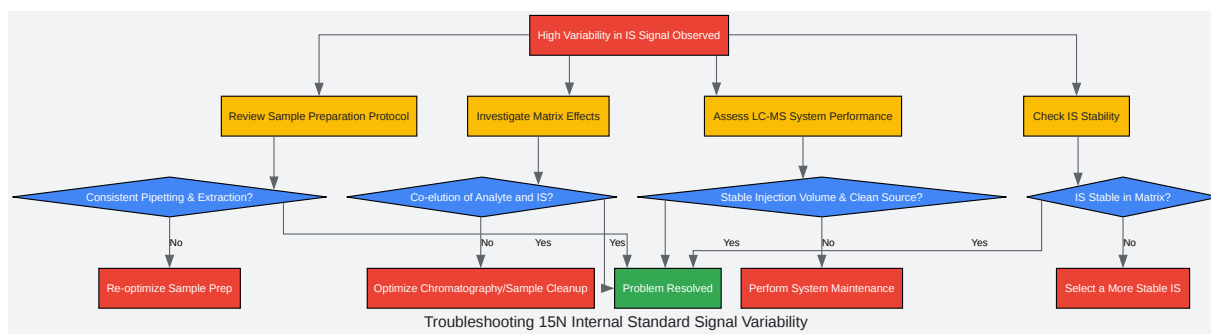 High Variability in IS Signal Observed
Review Sample Preparation Protocol
Investigate Matrix Effects
Assess LC-MS System Performance
Check IS Stability
Consistent Pipetting & Extraction?
Co-elution of Analyte and IS?
Stable Injection Volume & Clean Source?
IS Stable in Matrix?
No
No
Yes
Yes
Yes
No
Yes
No
Re-optimize Sample Prep
Optimize Chromatography/Sample Cleanup
Problem Resolved
Perform System Maintenance
Select a More Stable IS
Troubleshooting 15N Internal Standard Signal Variability